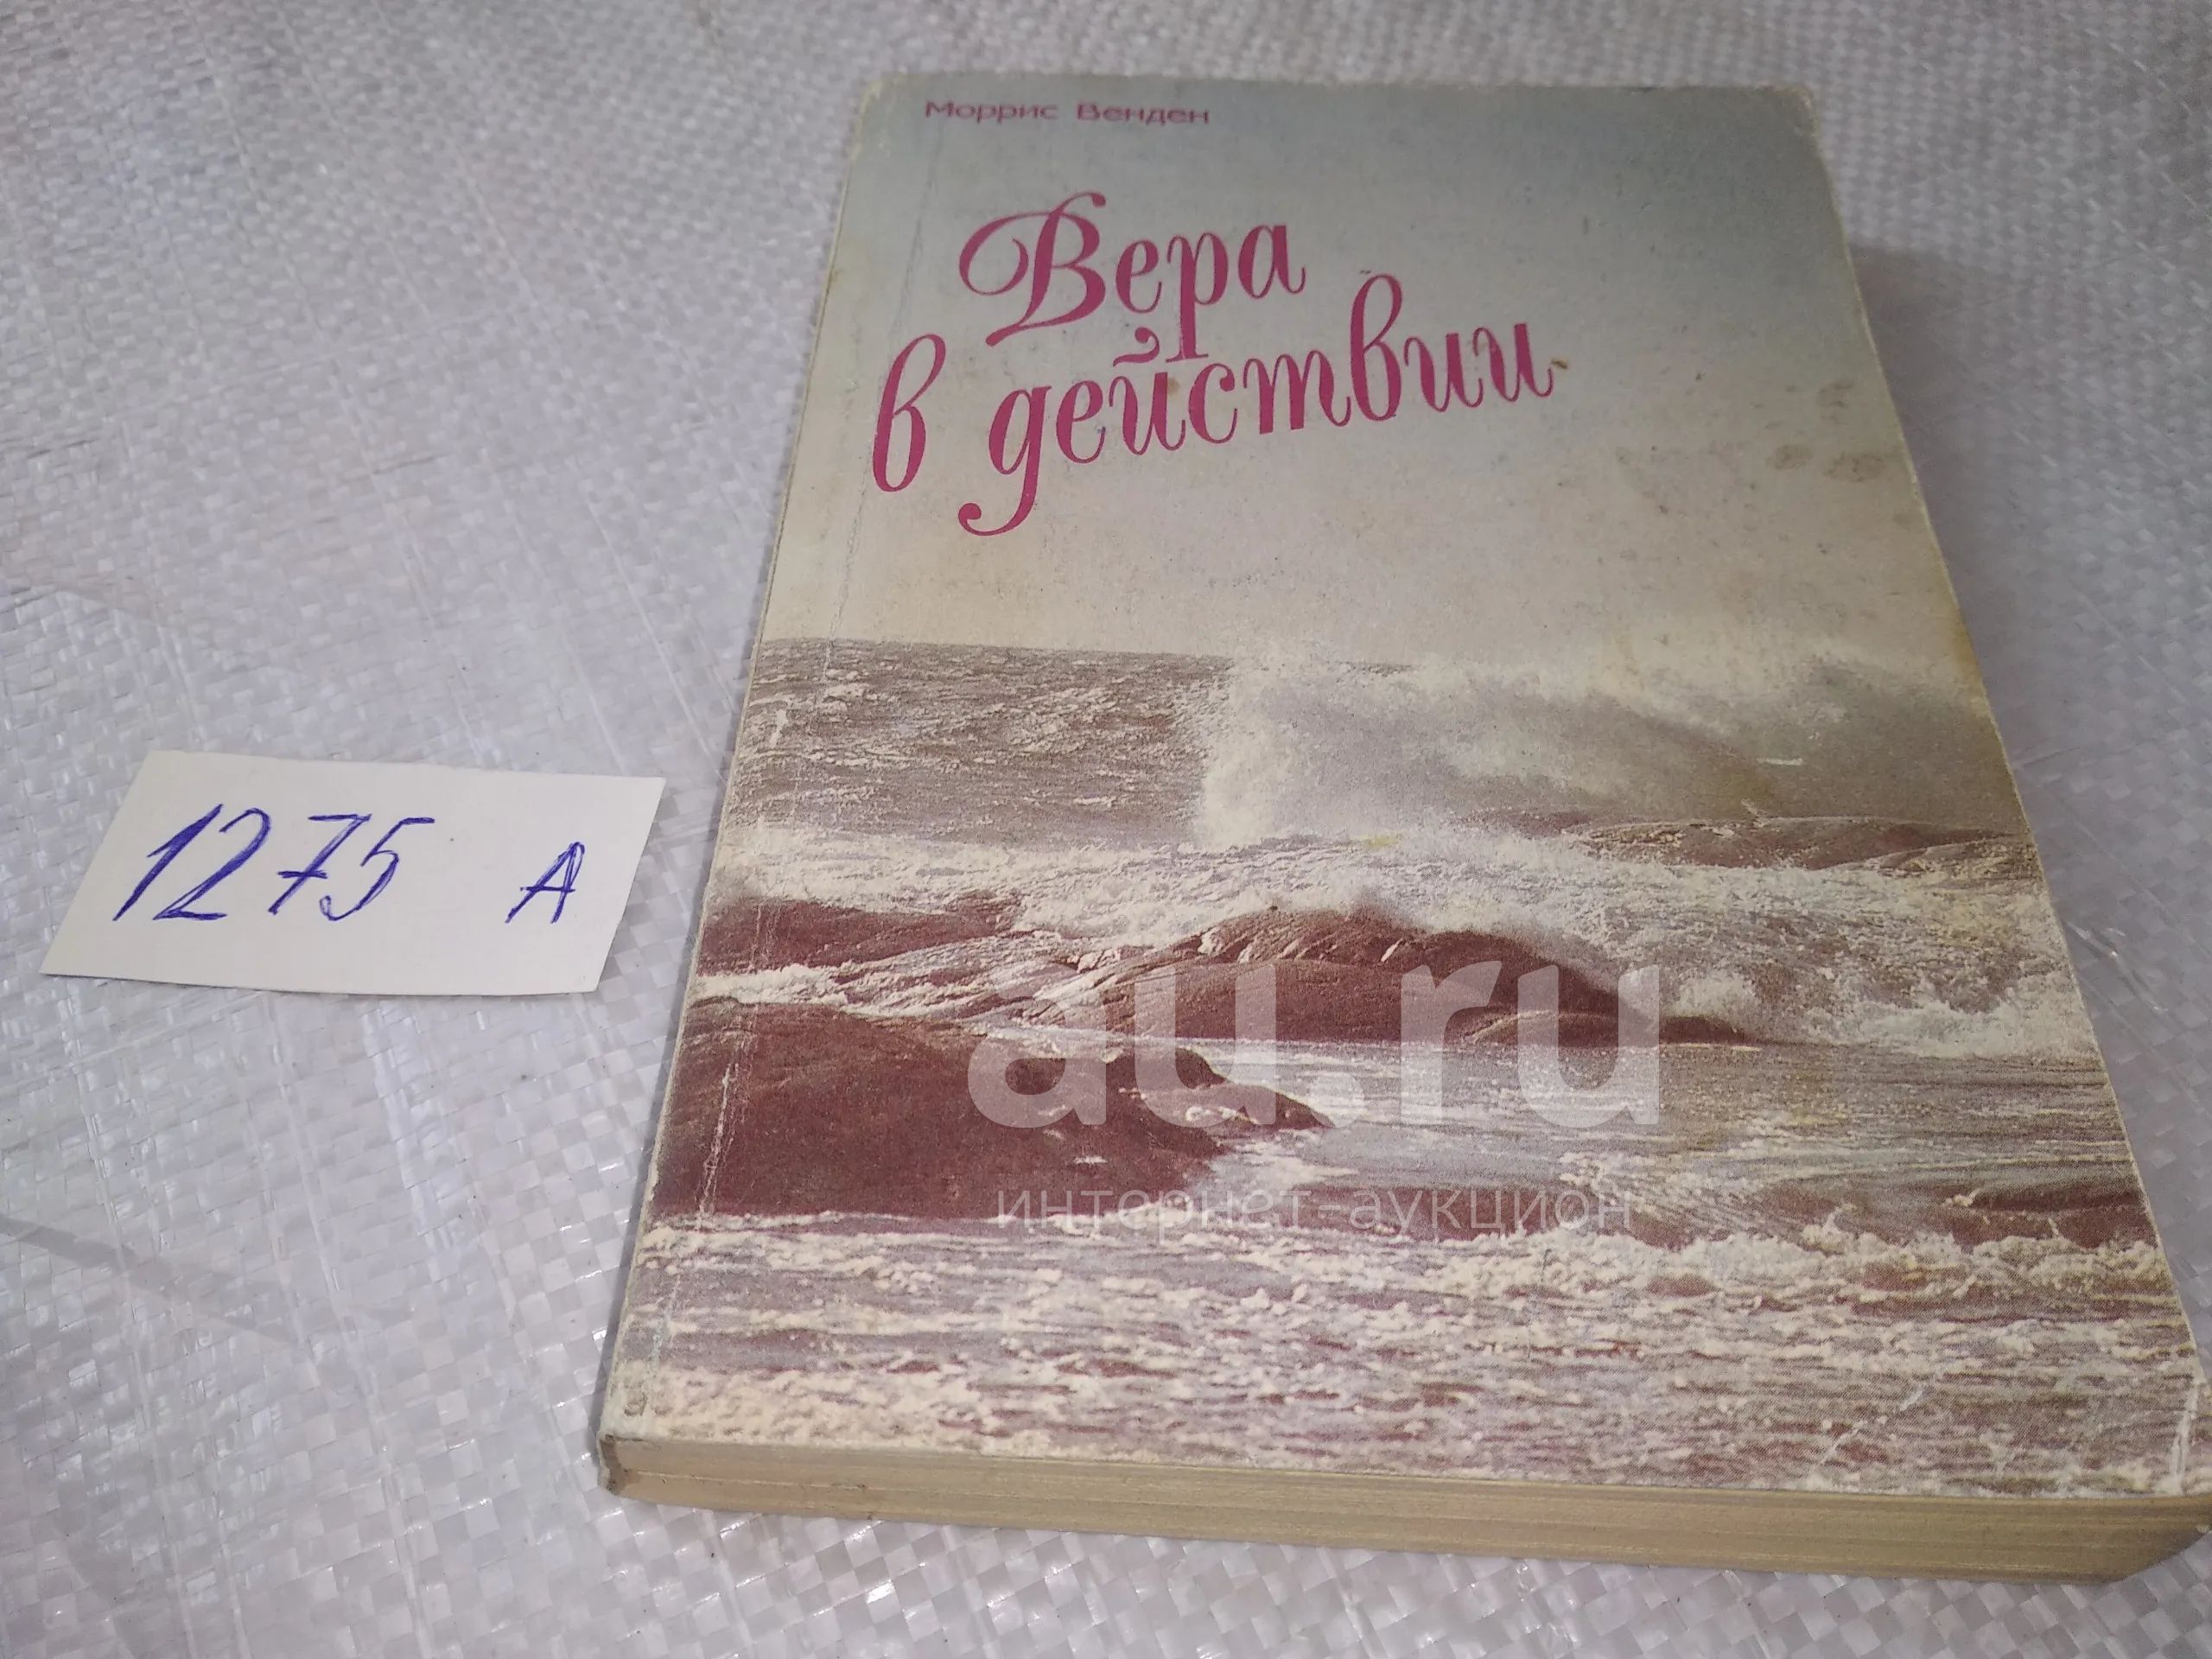 Моррис Венден
Вера
в действии
1275 А
au.ru
интернет-аукцион